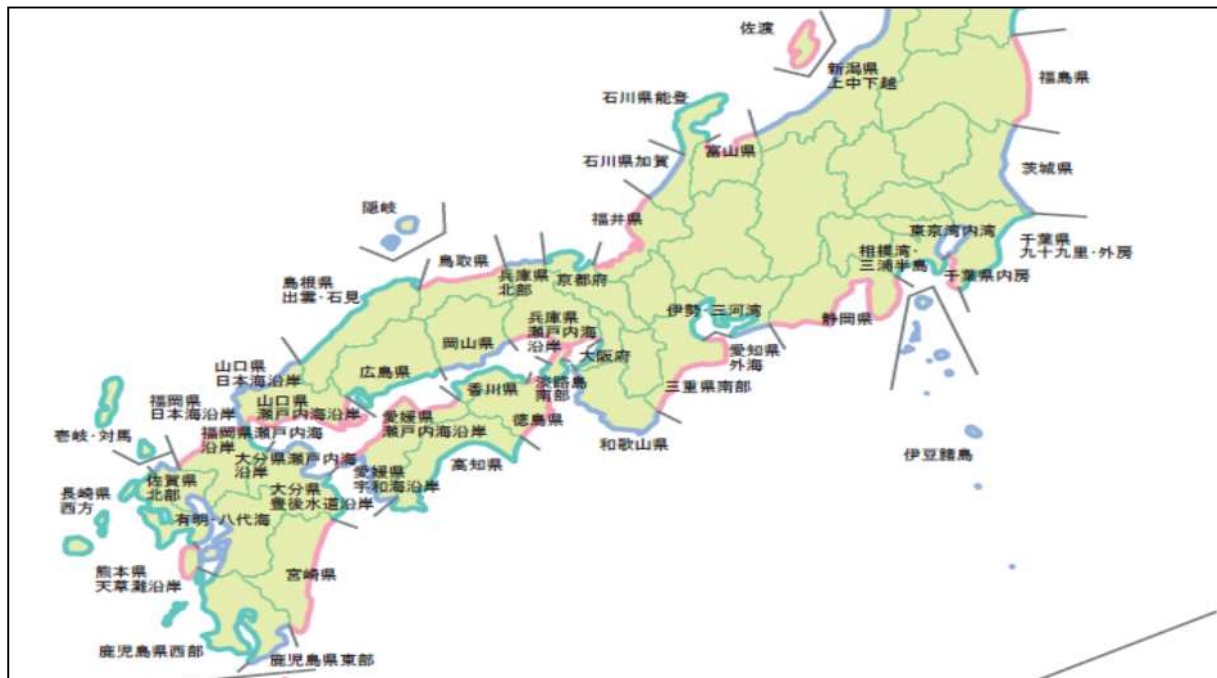 佐渡
新潟県
上中下越
福島県
石川県能登
石川県加賀
富山県
茨城県
隠岐
福井県
東京湾内湾
千葉県
九十九里・外房
相模湾・
三浦半島
千葉県内房
鳥取県
兵庫県
北部
京都府
島根県
出雲・石見
伊勢・三河湾
静岡県
兵庫県
瀬戸内海
沿岸
岡山県
大阪府
愛知県
外海
山口県
日本海沿岸
広島県
香川県
淡路島
南部
三重県南部
福岡県
日本海沿岸
山口県
瀬戸内海沿岸
愛媛県
瀬戸内海沿岸
徳島県
壱岐・対馬
福岡県瀬戸内海
沿岸
和歌山県
伊豆諸島
大分県瀬戸内海
沿岸
高知県
佐賀県
北部
愛媛県
宇和海沿岸
長崎県
西方
大分県
豊後水道沿岸
有明・八代海
熊本県
天草灘沿岸
宮崎県
鹿児島県西部
鹿児島県東部